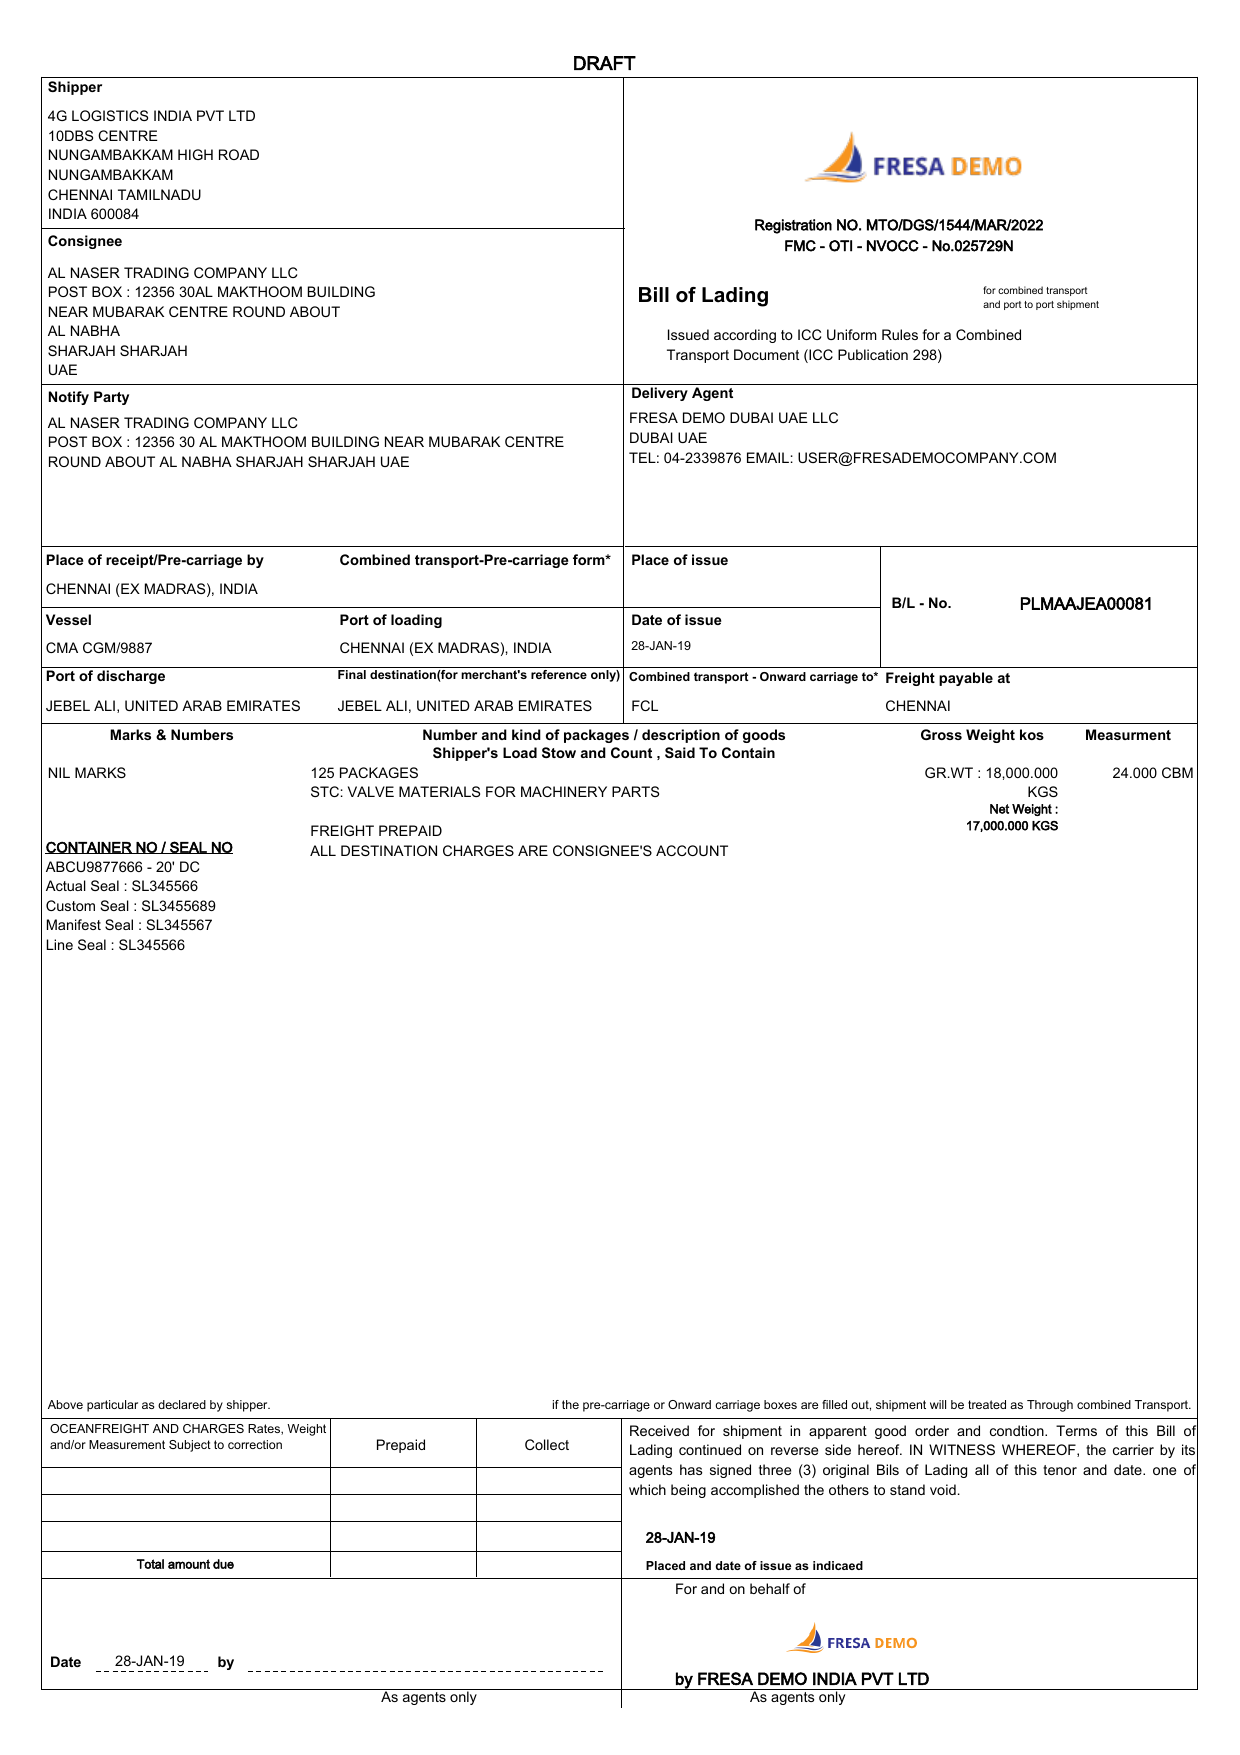 DRAFT
Shipper
4G LOGISTICS INDIA PVT LTD
10DBS CENTRE
NUNGAMBAKKAM HIGH ROAD
NUNGAMBAKKAM
CHENNAI TAMILNADU
INDIA 600084
FRESA DEMO
Registration NO. MTO/DGS/1544/MAR/2022
FMC - OTI - NVOCC - No.025729N
Consignee
AL NASER TRADING COMPANY LLC
POST BOX : 12356 30AL MAKTHOOM BUILDING
NEAR MUBARAK CENTRE ROUND ABOUT
AL NABHA
SHARJAH SHARJAH
UAE
Bill of Lading
for combined transport
and port to port shipment
Issued according to ICC Uniform Rules for a Combined
Transport Document (ICC Publication 298)
Notify Party
AL NASER TRADING COMPANY LLC
POST BOX : 12356 30 AL MAKTHOOM BUILDING NEAR MUBARAK CENTRE
ROUND ABOUT AL NABHA SHARJAH SHARJAH UAE
Delivery Agent
FRESA DEMO DUBAI UAE LLC
DUBAI UAE
TEL: 04-2339876 EMAIL: USER@FRESADEMOCOMPANY.COM
Place of receipt/Pre-carriage by
CHENNAI (EX MADRAS), INDIA
Combined transport-Pre-carriage form*
Place of issue
B/L - No. PLMAAJEA00081
Vessel
CMA CGM/9887
Port of loading
CHENNAI (EX MADRAS), INDIA
Date of issue
28-JAN-19
Port of discharge
JEBEL ALI, UNITED ARAB EMIRATES
Final destination(for merchant's reference only)
JEBEL ALI, UNITED ARAB EMIRATES
Combined transport - Onward carriage to*
FCL
Freight payable at
CHENNAI
Marks & Numbers
Number and kind of packages / description of goods
Shipper's Load Stow and Count , Said To Contain
Gross Weight kos
Measurment
NIL MARKS
125 PACKAGES
STC: VALVE MATERIALS FOR MACHINERY PARTS
FREIGHT PREPAID
ALL DESTINATION CHARGES ARE CONSIGNEE'S ACCOUNT
GR.WT : 18,000.000
KGS
Net Weight :
17,000.000 KGS
24.000 CBM
CONTAINER NO / SEAL NO
ABCU9877666 - 20' DC
Actual Seal : SL345566
Custom Seal : SL3455689
Manifest Seal : SL345567
Line Seal : SL345566
Above particular as declared by shipper.
if the pre-carriage or Onward carriage boxes are filled out, shipment will be treated as Through combined Transport.
OCEANFREIGHT AND CHARGES Rates, Weight
and/or Measurement Subject to correction
Prepaid
Collect
Total amount due
Received for shipment in apparent good order and condtion. Terms of this Bill of
Lading continued on reverse side hereof. IN WITNESS WHEREOF, the carrier by its
agents has signed three (3) original Bils of Lading all of this tenor and date. one of
which being accomplished the others to stand void.
28-JAN-19
Placed and date of issue as indicaed
For and on behalf of
FRESA DEMO
by FRESA DEMO INDIA PVT LTD
As agents only
Date 28-JAN-19 by
As agents only